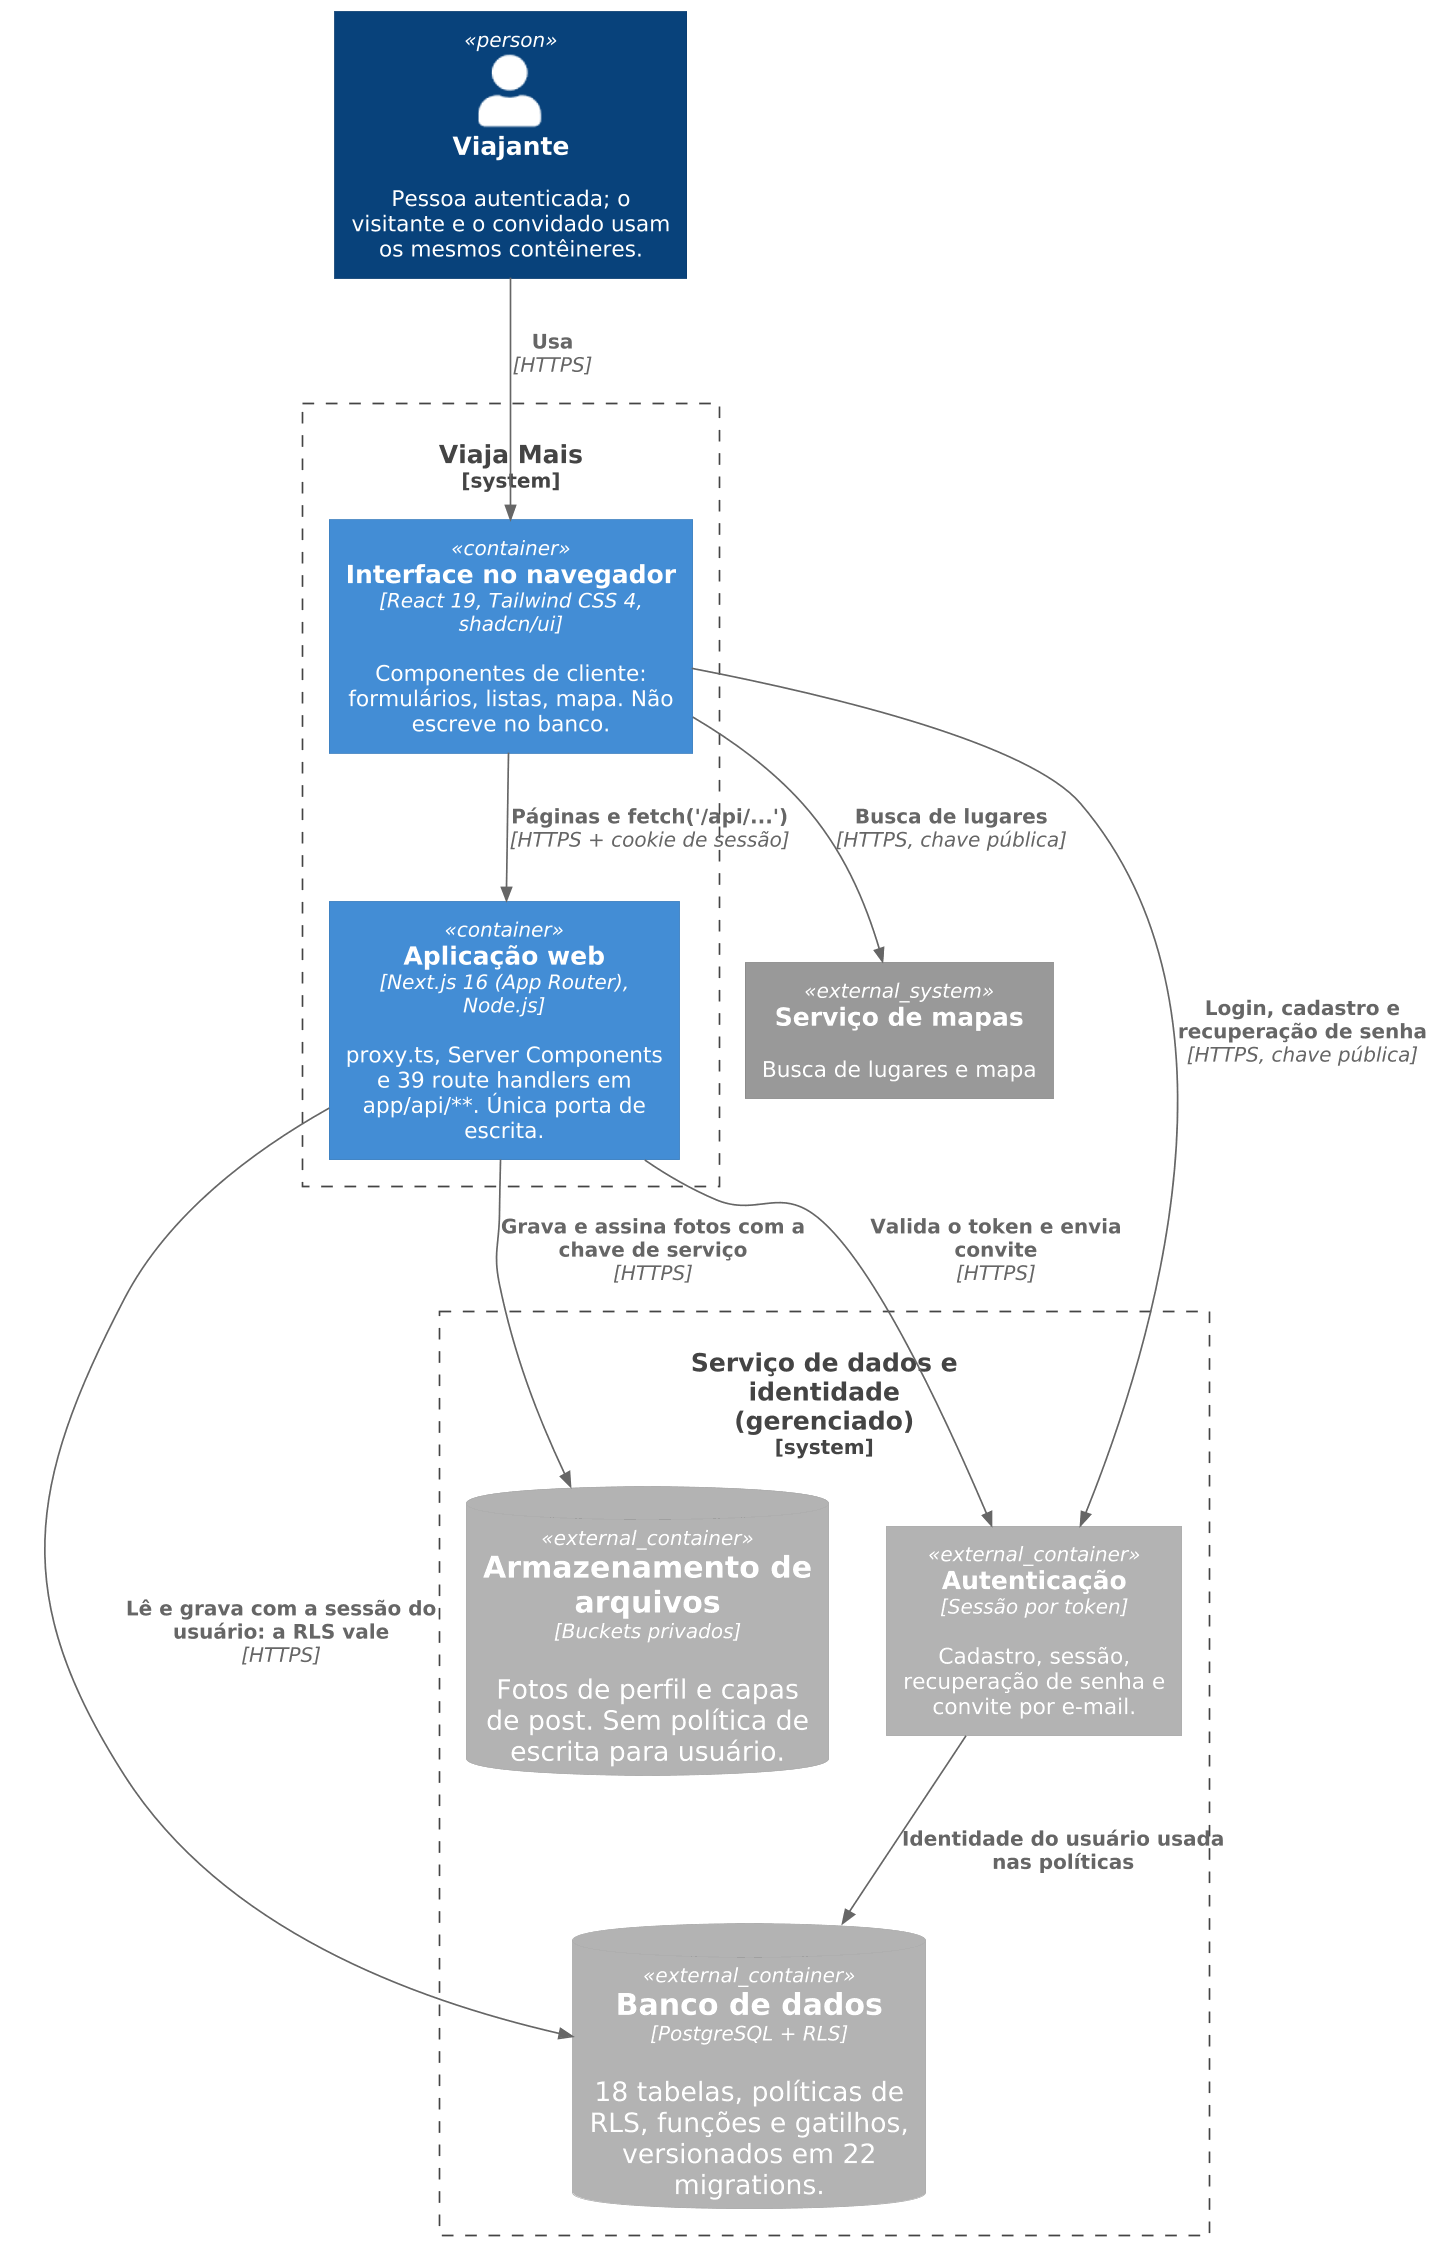 «person»
Viajante
Pessoa autenticada; o
visitante e o convidado usam
os mesmos contêineres.
Usa
[HTTPS]
Viaja Mais
[system]
«container»
Interface no navegador
[React 19, Tailwind CSS 4,
shadcn/ui]
Componentes de cliente:
formulários, listas, mapa. Não
escreve no banco.
Páginas e fetch('/api/...')
[HTTPS + cookie de sessão]
Busca de lugares
[HTTPS, chave pública]
«container»
Aplicação web
[Next.js 16 (App Router),
Node.js]
proxy.ts, Server Components
e 39 route handlers em
app/api/**. Única porta de
escrita.
«external_system»
Serviço de mapas
Busca de lugares e mapa
Login, cadastro e
recuperação de senha
[HTTPS, chave pública]
Grava e assina fotos com a
chave de serviço
[HTTPS]
Valida o token e envia
convite
[HTTPS]
Serviço de dados e
identidade
(gerenciado)
[system]
«external_container»
Armazenamento de
arquivos
[Buckets privados]
Fotos de perfil e capas
de post. Sem política de
escrita para usuário.
«external_container»
Autenticação
[Sessão por token]
Cadastro, sessão,
recuperação de senha e
convite por e-mail.
Lê e grava com a sessão do
usuário: a RLS vale
[HTTPS]
Identidade do usuário usada
nas políticas
«external_container»
Banco de dados
[PostgreSQL + RLS]
18 tabelas, políticas de
RLS, funções e gatilhos,
versionados em 22
migrations.